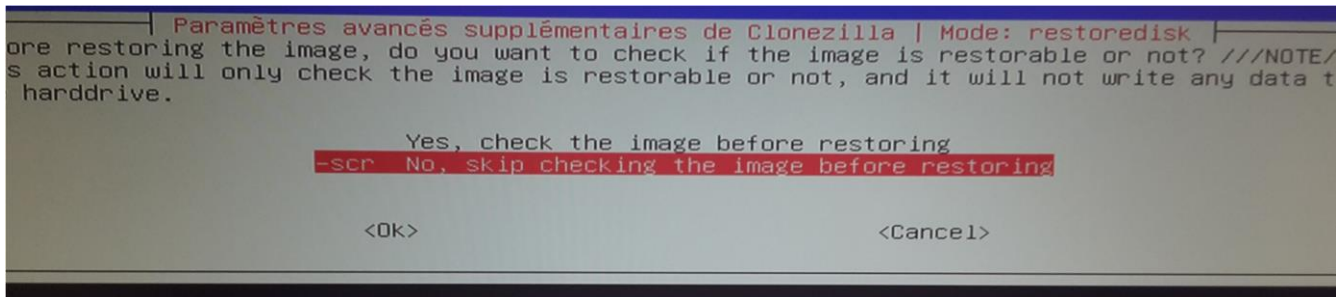 Paramètres avancés supplémentaires de Clonezilla | Mode: restoredisk
ore restoring the image, do you want to check if the image is restorable or not? ///NOTE/
s action will only check the image is restorable or not, and it will not write any data t
harddrive.
Yes, check the image before restoring
-scr No, skip checking the image before restoring
<Ok> <Cancel>